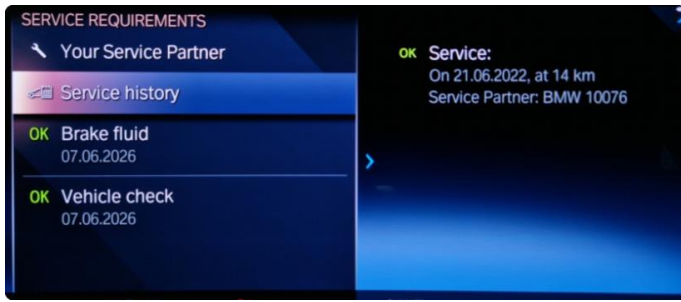 SERVICE REQUIREMENTS
Your Service Partner
Service history
OK Brake fluid
07.06.2026
OK Vehicle check
07.06.2026
OK Service:
On 21.06.2022, at 14 km
Service Partner: BMW 10076